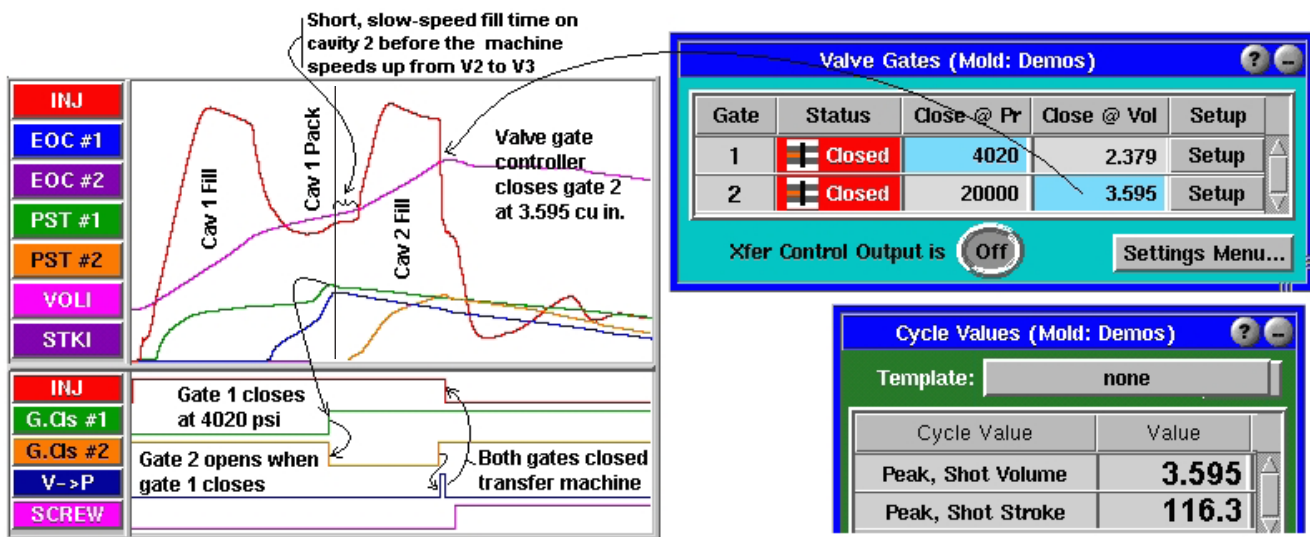 Short, slow-speed fill time on
cavity 2 before the machine
speeds up from V2 to V3
INJ
EOC #1
EOC #2
PST #1
PST #2
VOLI
STKI
Cav 1 Fill
Cav 1 Pack
Cav 2 Fill
Valve gate
controller
closes gate 2
at 3.595 cu in.
INJ
G.Cls #1
G.Cls #2
V->P
SCREW
Gate 1 closes
at 4020 psi
Gate 2 opens when
gate 1 closes
Both gates closed
transfer machine
Valve Gates (Mold: Demos)
? –
Gate Status Close @ Pr Close @ Vol Setup
1 Closed 4020 2.379 Setup
2 Closed 20000 3.595 Setup
Xfer Control Output is Off Settings Menu...
Cycle Values (Mold: Demos)
? –
Template: none
Cycle Value Value
Peak, Shot Volume 3.595
Peak, Shot Stroke 116.3